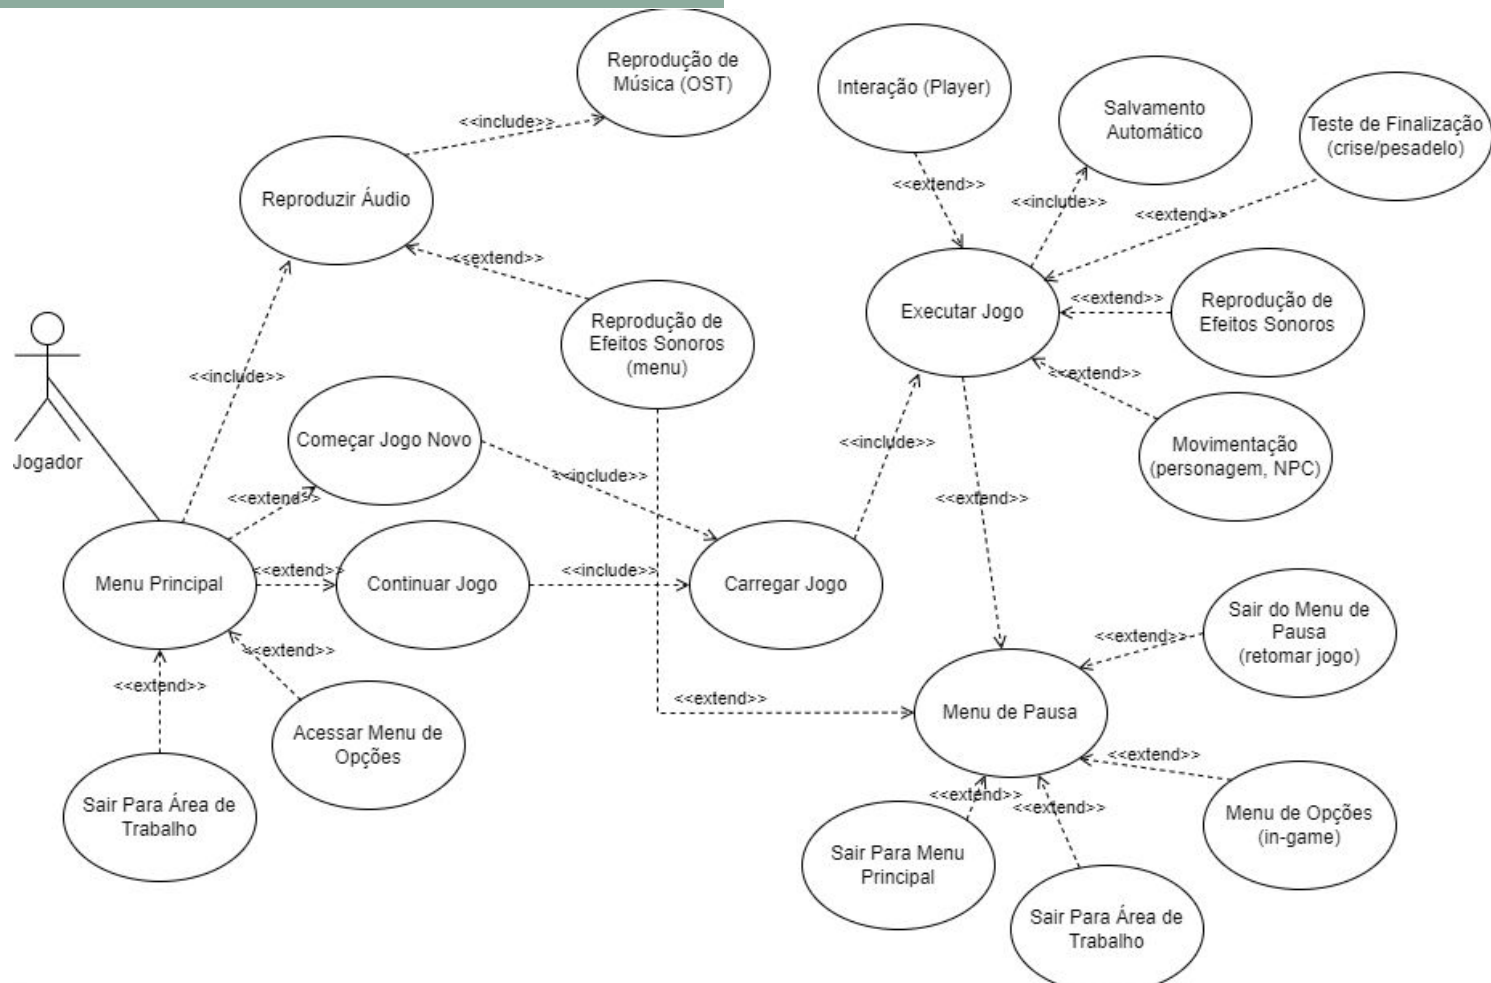 Reprodução de
Música (OST)
Interação (Player)
Salvamento
Automático
Teste de Finalização
(crise/pesadelo)
<<include>>
<<extend>>
<<include>>
<<extend>>
Reproduzir Áudio
<<extend>>
Reprodução de
Efeitos Sonoros
(menu)
Executar Jogo
<<extend>>
Reprodução de
Efeitos Sonoros
<<include>>
<<extend>>
Jogador
Começar Jogo Novo
<<include>>
<<include>>
Movimentação
(personagem, NPC)
<<extend>>
<<extend>>
Menu Principal
<<extend>>
Continuar Jogo
<<include>>
Carregar Jogo
<<extend>>
<<extend>>
Sair do Menu de
Pausa
(retomar jogo)
<<extend>>
<<extend>>
Menu de Pausa
Acessar Menu de
Opções
<<extend>>
Sair Para Área de
Trabalho
<<extend>>
<<extend>>
Menu de Opções
(in-game)
Sair Para Menu
Principal
Sair Para Área de
Trabalho